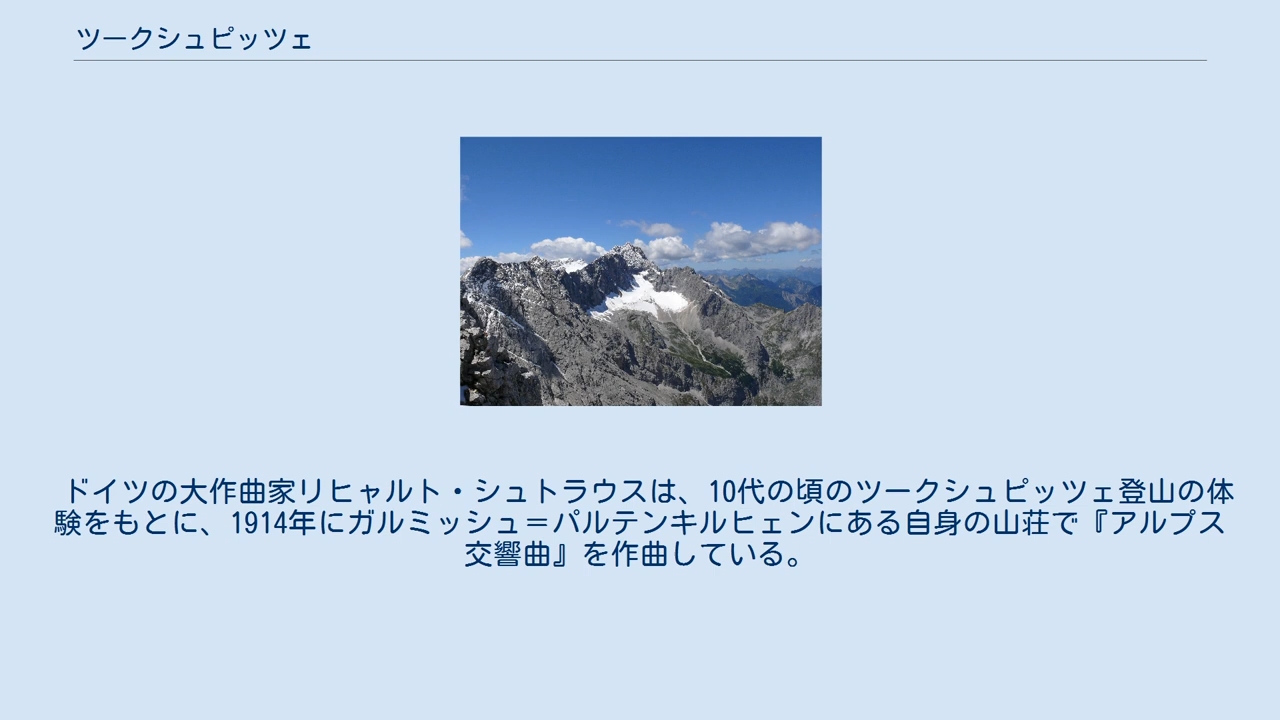 ツークシュピッツェ
ドイツの大作曲家リヒャルト・シュトラウスは、10代の頃のツークシュピッツェ登山の体
験をもとに、1914年にガルミッシュ＝パルテンキルヒェンにある自身の山荘で『アルプス
交響曲』を作曲している。